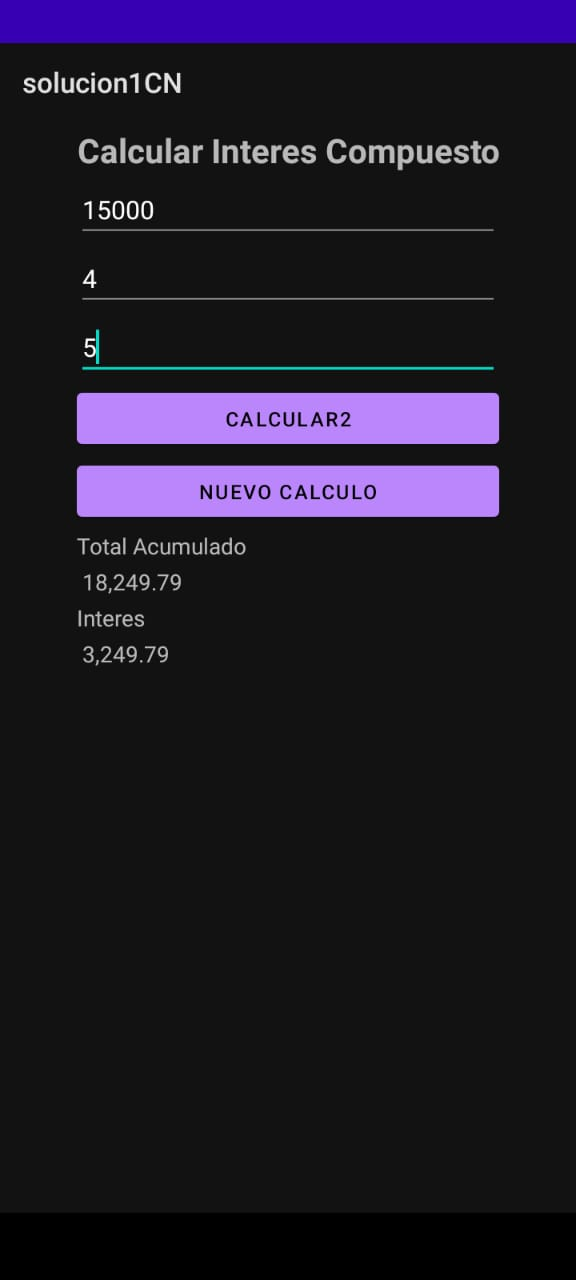 solucion1CN
Calcular Interes Compuesto
15000
4
5
CALCULAR2
NUEVO CALCULO
Total Acumulado
18,249.79
Interes
3,249.79